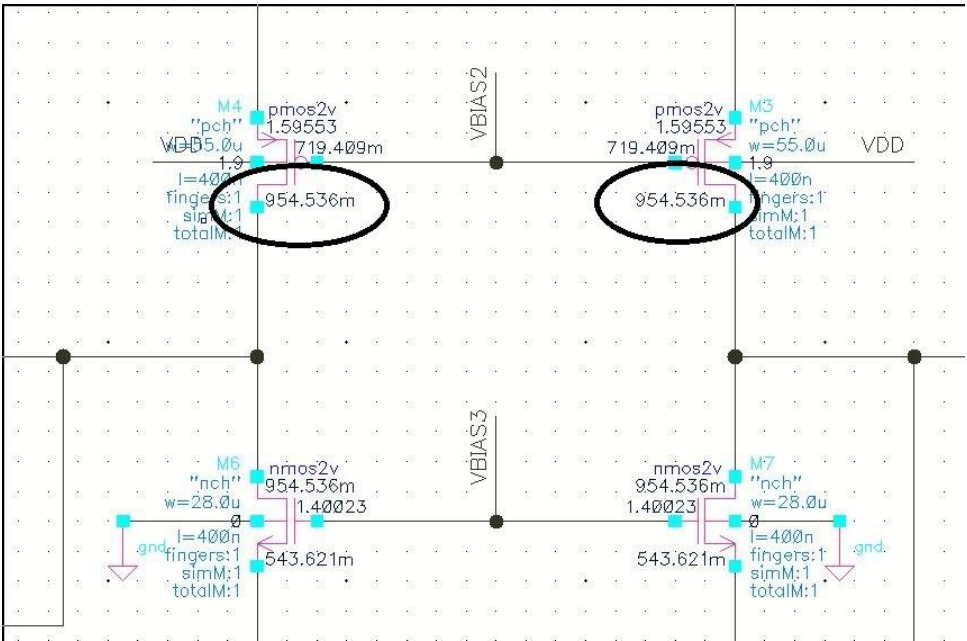 M4
pmos2v
1.59553
"pch"
w=55.0u
VDD
719.409m
1.9
l=400n
954.536m
fingers:1
simM:1
totalM:1
VBIAS2
pmos2v
M3
1.59553
"pch"
719.409m
w=55.0u
VDD
1.9
l=400n
954.536m
fingers:1
simM:1
totalM:1
M6
nmos2v
"nch"
954.536m
w=28.0u
1.40023
0
l=400n
gnd
fingers:1
543.621m
simM:1
totalM:1
VBIAS3
nmos2v
M7
954.536m
"nch"
w=28.0u
1.40023
0
l=400n
543.621m
fingers:1
gnd
simM:1
totalM:1